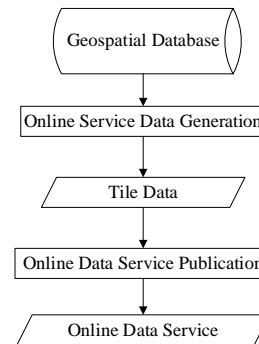 Geospatial Database
Online Service Data Generation
Tile Data
Online Data Service Publication
Online Data Service